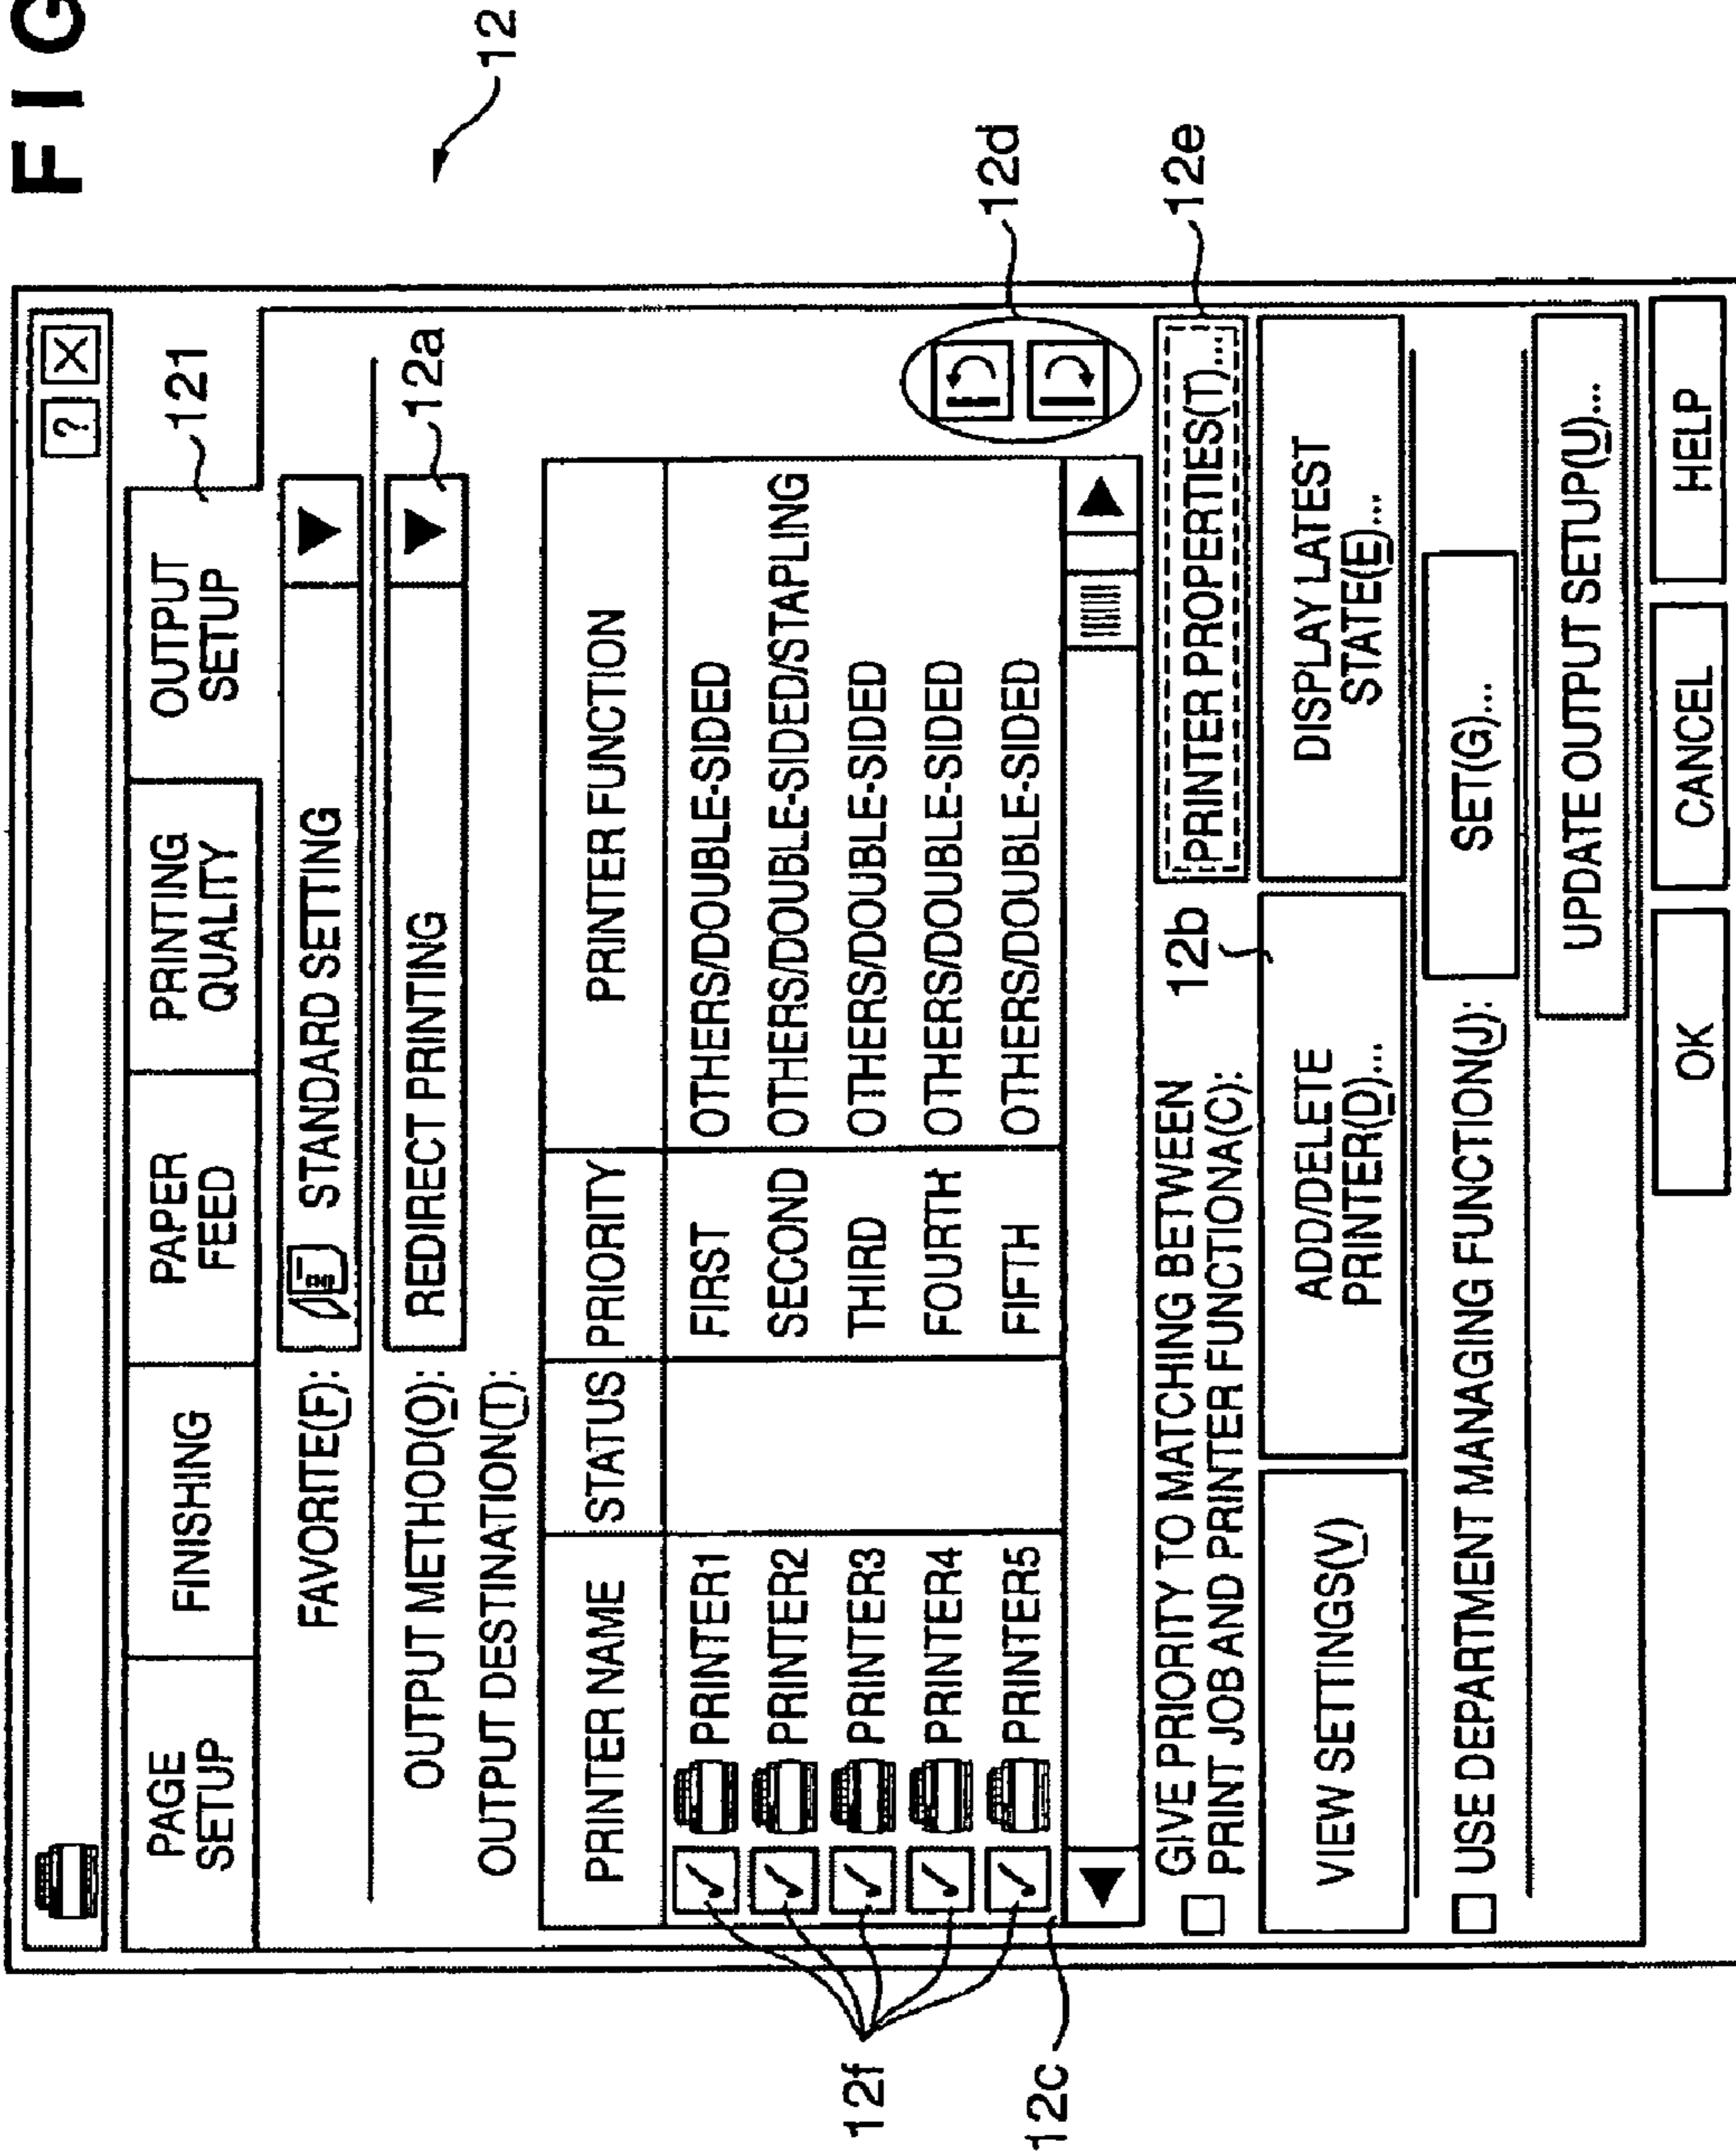 FIG
12
?
X
PAGE
SETUP
FINISHING
PAPER
FEED
PRINTING
QUALITY
OUTPUT
SETUP
121
FAVORITE(F):
STANDARD SETTING
OUTPUT METHOD(O):
REDIRECT PRINTING
12a
OUTPUT DESTINATION(T):
PRINTER NAME STATUS PRIORITY PRINTER FUNCTION
PRINTER1 FIRST OTHERS/DOUBLE-SIDED
PRINTER2 SECOND OTHERS/DOUBLE-SIDED/STAPLING
PRINTER3 THIRD OTHERS/DOUBLE-SIDED
PRINTER4 FOURTH OTHERS/DOUBLE-SIDED
PRINTER5 FIFTH OTHERS/DOUBLE-SIDED
12f
12c
12d
GIVE PRIORITY TO MATCHING BETWEEN
PRINT JOB AND PRINTER FUNCTIONA(C):
12b
PRINTER PROPERTIES(T)...
12e
VIEW SETTINGS(V)
ADD/DELETE
PRINTER(D)...
DISPLAY LATEST
STATE(E)...
USE DEPARTMENT MANAGING FUNCTION(J):
SET(G)...
UPDATE OUTPUT SETUP(U)...
OK
CANCEL
HELP